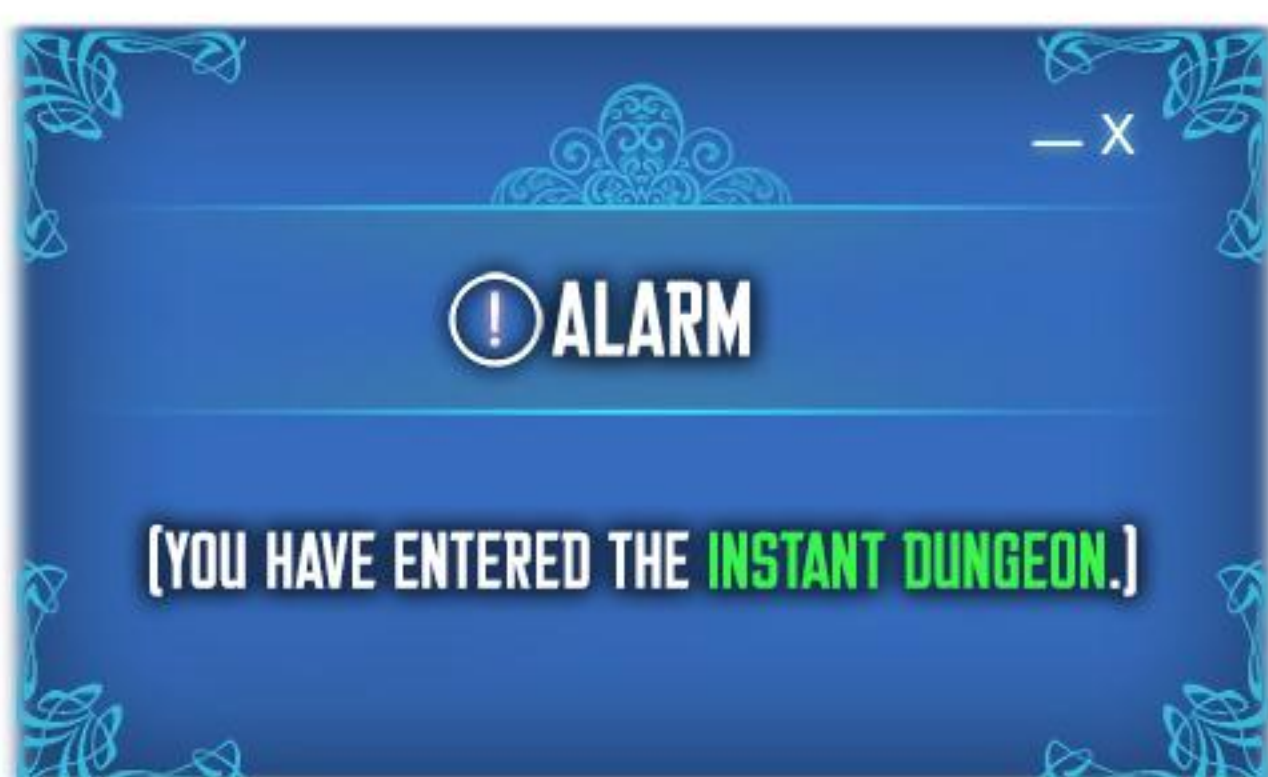 — X
! ALARM
[YOU HAVE ENTERED THE INSTANT DUNGEON.]